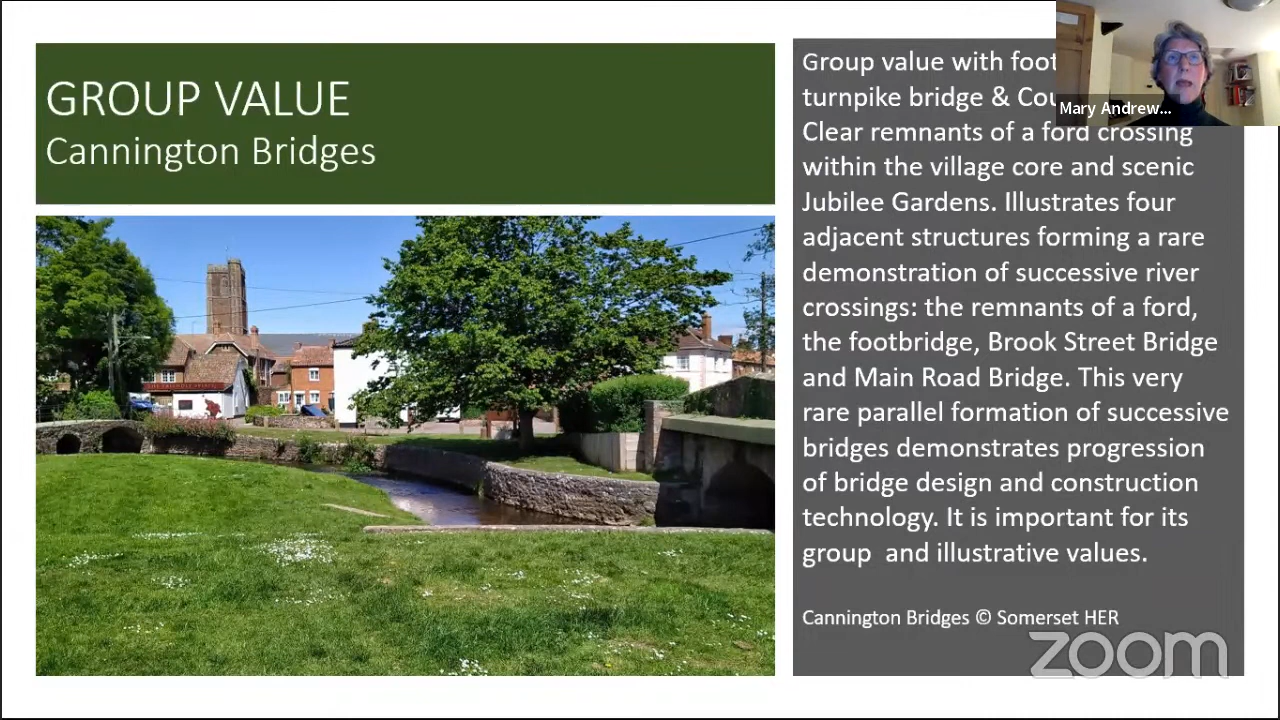 GROUP VALUE
Cannington Bridges
Group value with
turnpike bridge &
Mary Andrew...
Clear remnants of a ford crossing
within the village core and scenic
Jubilee Gardens. Illustrates four
adjacent structures forming a rare
demonstration of successive river
crossings: the remnants of a ford,
the footbridge, Brook Street Bridge
and Main Road Bridge. This very
rare parallel formation of successive
bridges demonstrates progression
of bridge design and construction
technology. It is important for its
group  and illustrative values.
Cannington Bridges © Somerset HER
zoom